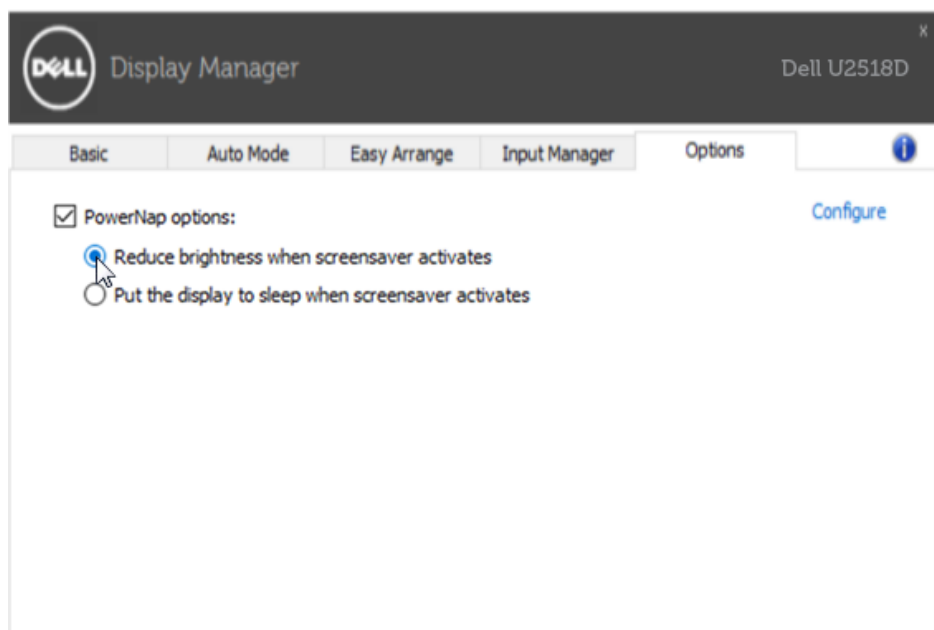 DELL Display Manager
x
Dell U2518D
Basic Auto Mode Easy Arrange Input Manager Options i
PowerNap options: Configure
Reduce brightness when screensaver activates
Put the display to sleep when screensaver activates